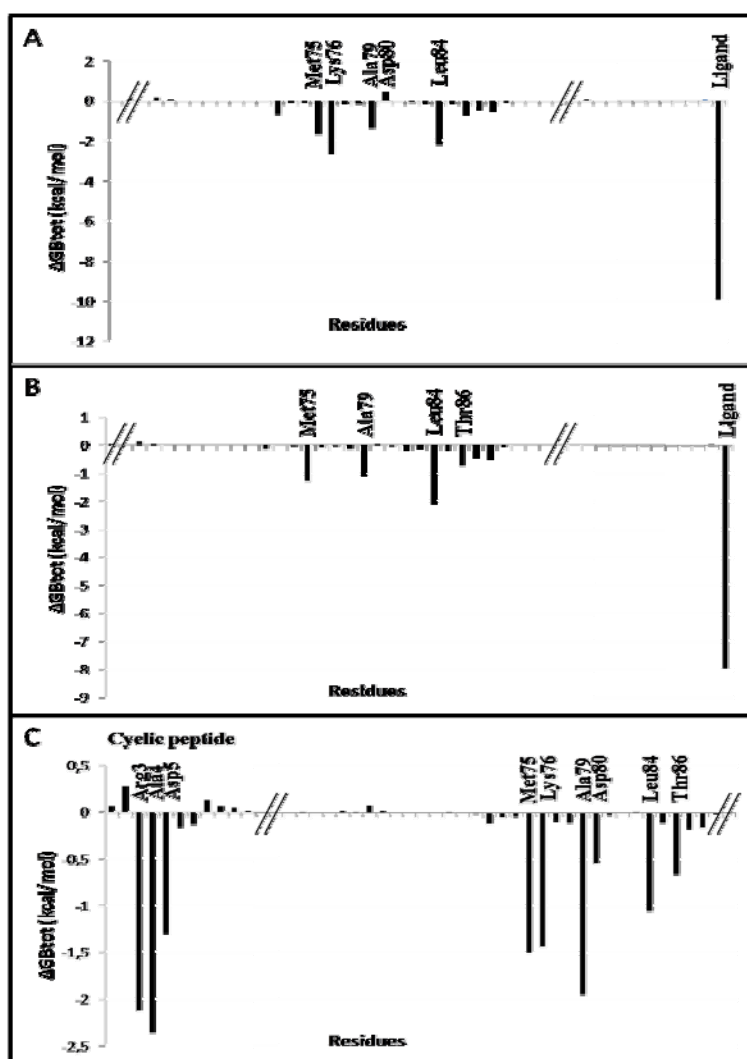 A
Met75
Lys76
Ala79
Asp80
Leu84
Ligand
2
0
-2
-4
-6
-8
-10
-12
ΔGBtot (kcal/mol)
Residues
B
Met75
Ala79
Leu84
Thr86
Ligand
1
0
-1
-2
-3
-4
-5
-6
-7
-8
-9
ΔGBtot (kcal/mol)
Residues
C Cyclic peptide
Arg3
Ala4
Asp5
Met75
Lys76
Ala79
Asp80
Leu84
Thr86
0,5
0
-0,5
-1
-1,5
-2
-2,5
ΔGBtot (kcal/mol)
Residues